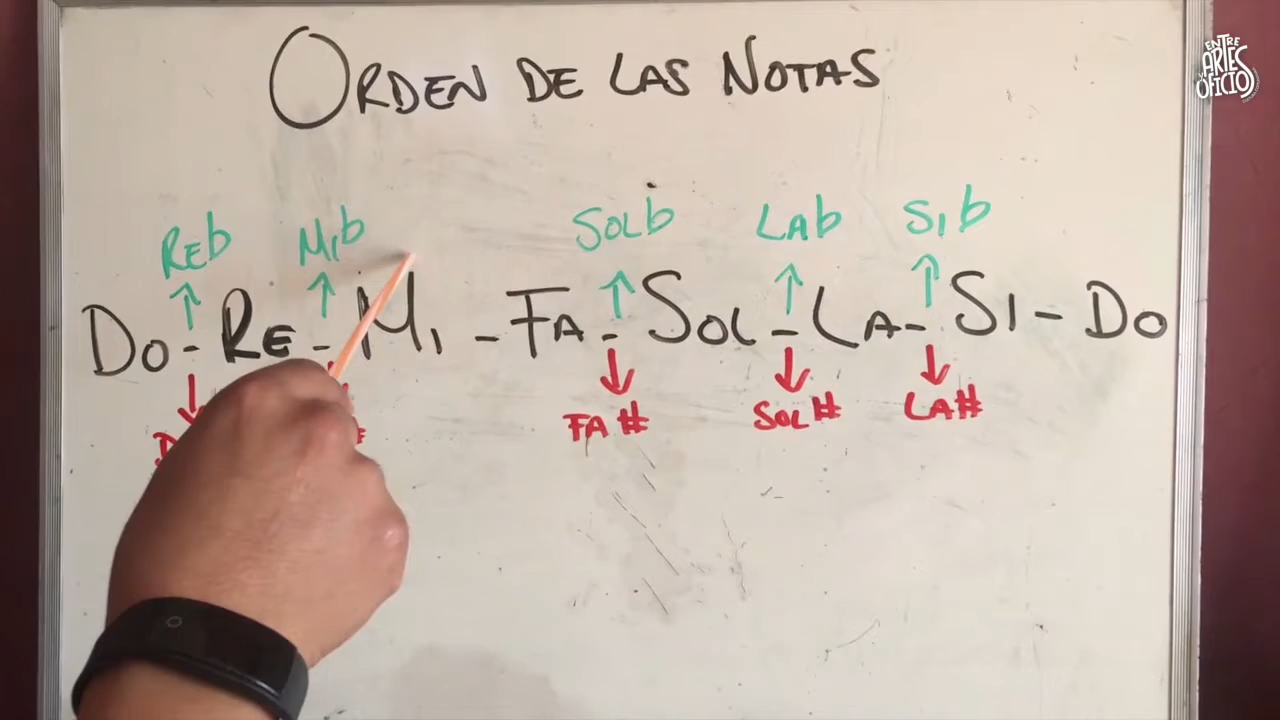 ORDEN DE LAS NOTAS
ENTRE
ARTES
Y OFICIOS
REb MIb SOLb LAb SIb
DO - RE - MI - FA - SOL - LA - SI - DO
FA# SOL# LA#